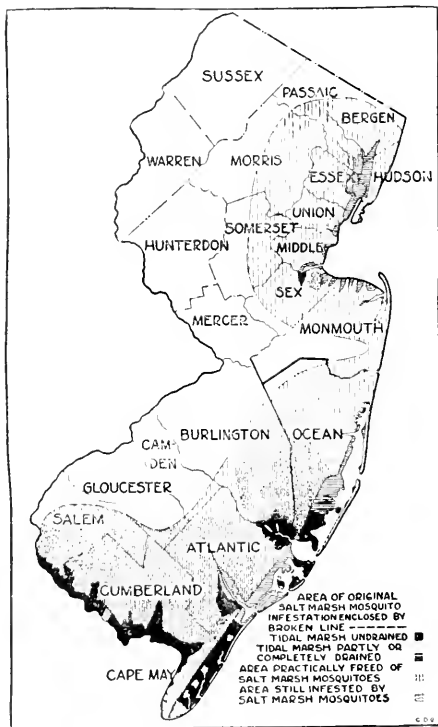 SUSSEX
PASSAIC
BERGEN
WARREN
MORRIS
ESSEX
HUDSON
UNION
SOMERSET
HUNTERDON
MIDDLE
SEX
MERCER
MONMOUTH
BURLINGTON
OCEAN
CAM
DEN
GLOUCESTER
SALEM
ATLANTIC
CUMBERLAND
CAPE MAY
AREA OF ORIGINAL
SALT MARSH MOSQUITO
INFESTATION ENCLOSED BY
BROKEN LINE
TIDAL MARSH UNDRAINED
TIDAL MARSH PARTLY OR
COMPLETELY DRAINED
AREA PRACTICALLY FREED OF
SALT MARSH MOSQUITOES
AREA STILL INFESTED BY
SALT MARSH MOSQUITOES